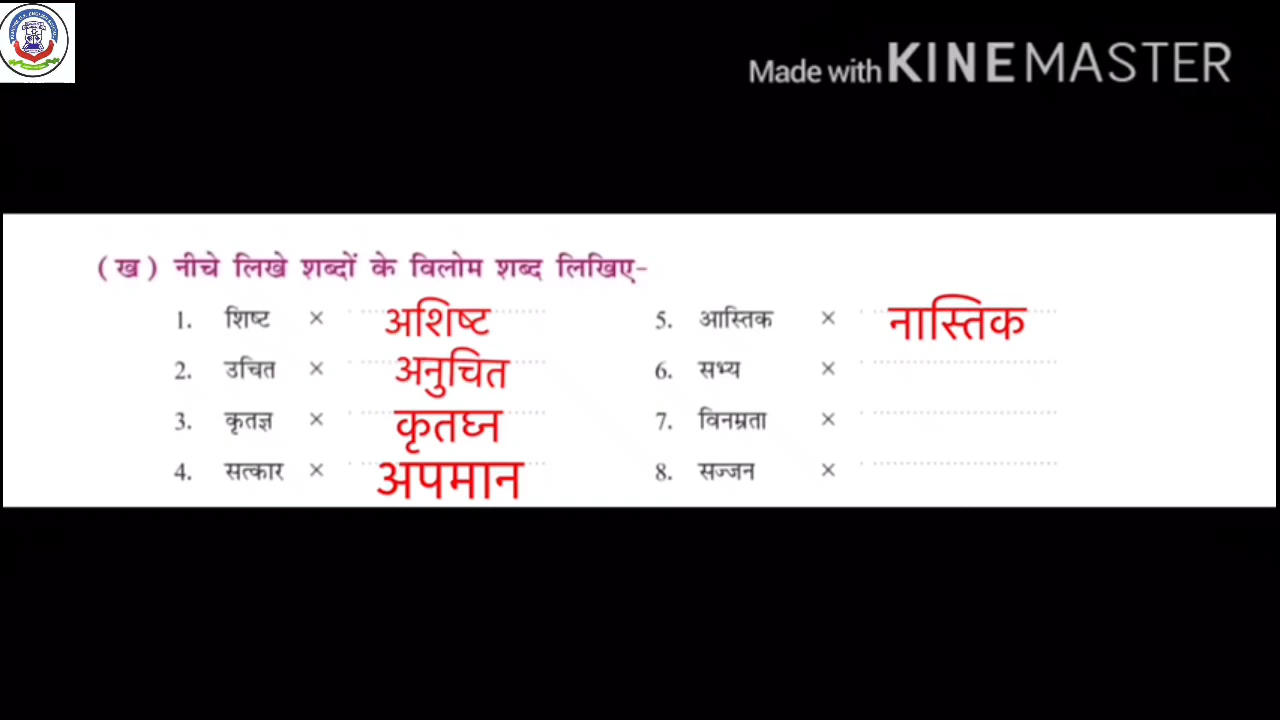 Made with KINEMASTER
(ख) नीचे लिखे शब्दों के विलोम शब्द लिखिए-
1. शिष्ट × अशिष्ट
2. उचित × अनुचित
3. कृतज्ञ × कृतघ्न
4. सत्कार × अपमान
5. आस्तिक × नास्तिक
6. सभ्य ×
7. विनम्रता ×
8. सज्जन ×